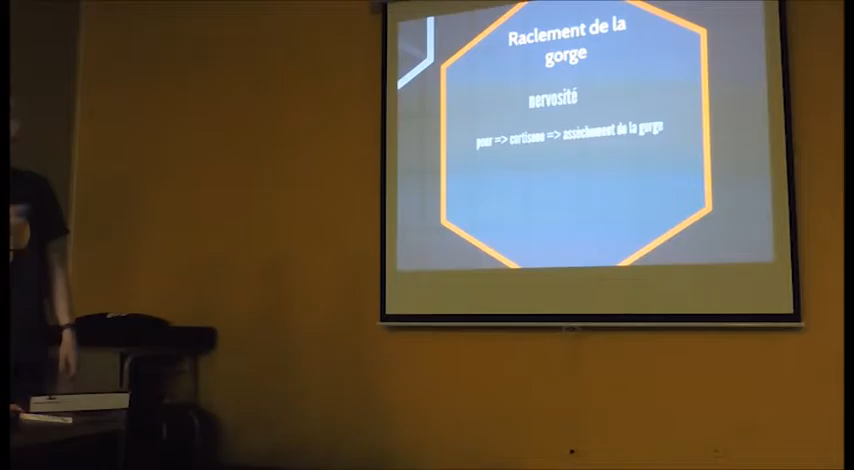 Raclement de la
gorge
nervosité
peur => cortisone => assèchement de la gorge